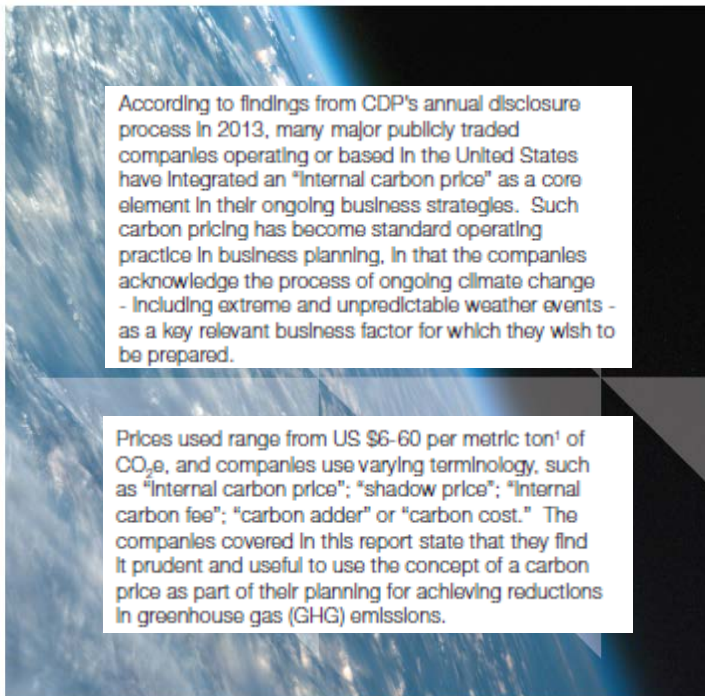 According to findings from CDP's annual disclosure
process in 2013, many major publicly traded
companies operating or based in the United States
have integrated an “internal carbon price” as a core
element in their ongoing business strategies.  Such
carbon pricing has become standard operating
practice in business planning, in that the companies
acknowledge the process of ongoing climate change
- including extreme and unpredictable weather events -
as a key relevant business factor for which they wish to
be prepared.
Prices used range from US $6-60 per metric ton¹ of
CO₂e, and companies use varying terminology, such
as “internal carbon price”; “shadow price”; “internal
carbon fee”; “carbon adder” or “carbon cost.”  The
companies covered in this report state that they find
it prudent and useful to use the concept of a carbon
price as part of their planning for achieving reductions
in greenhouse gas (GHG) emissions.